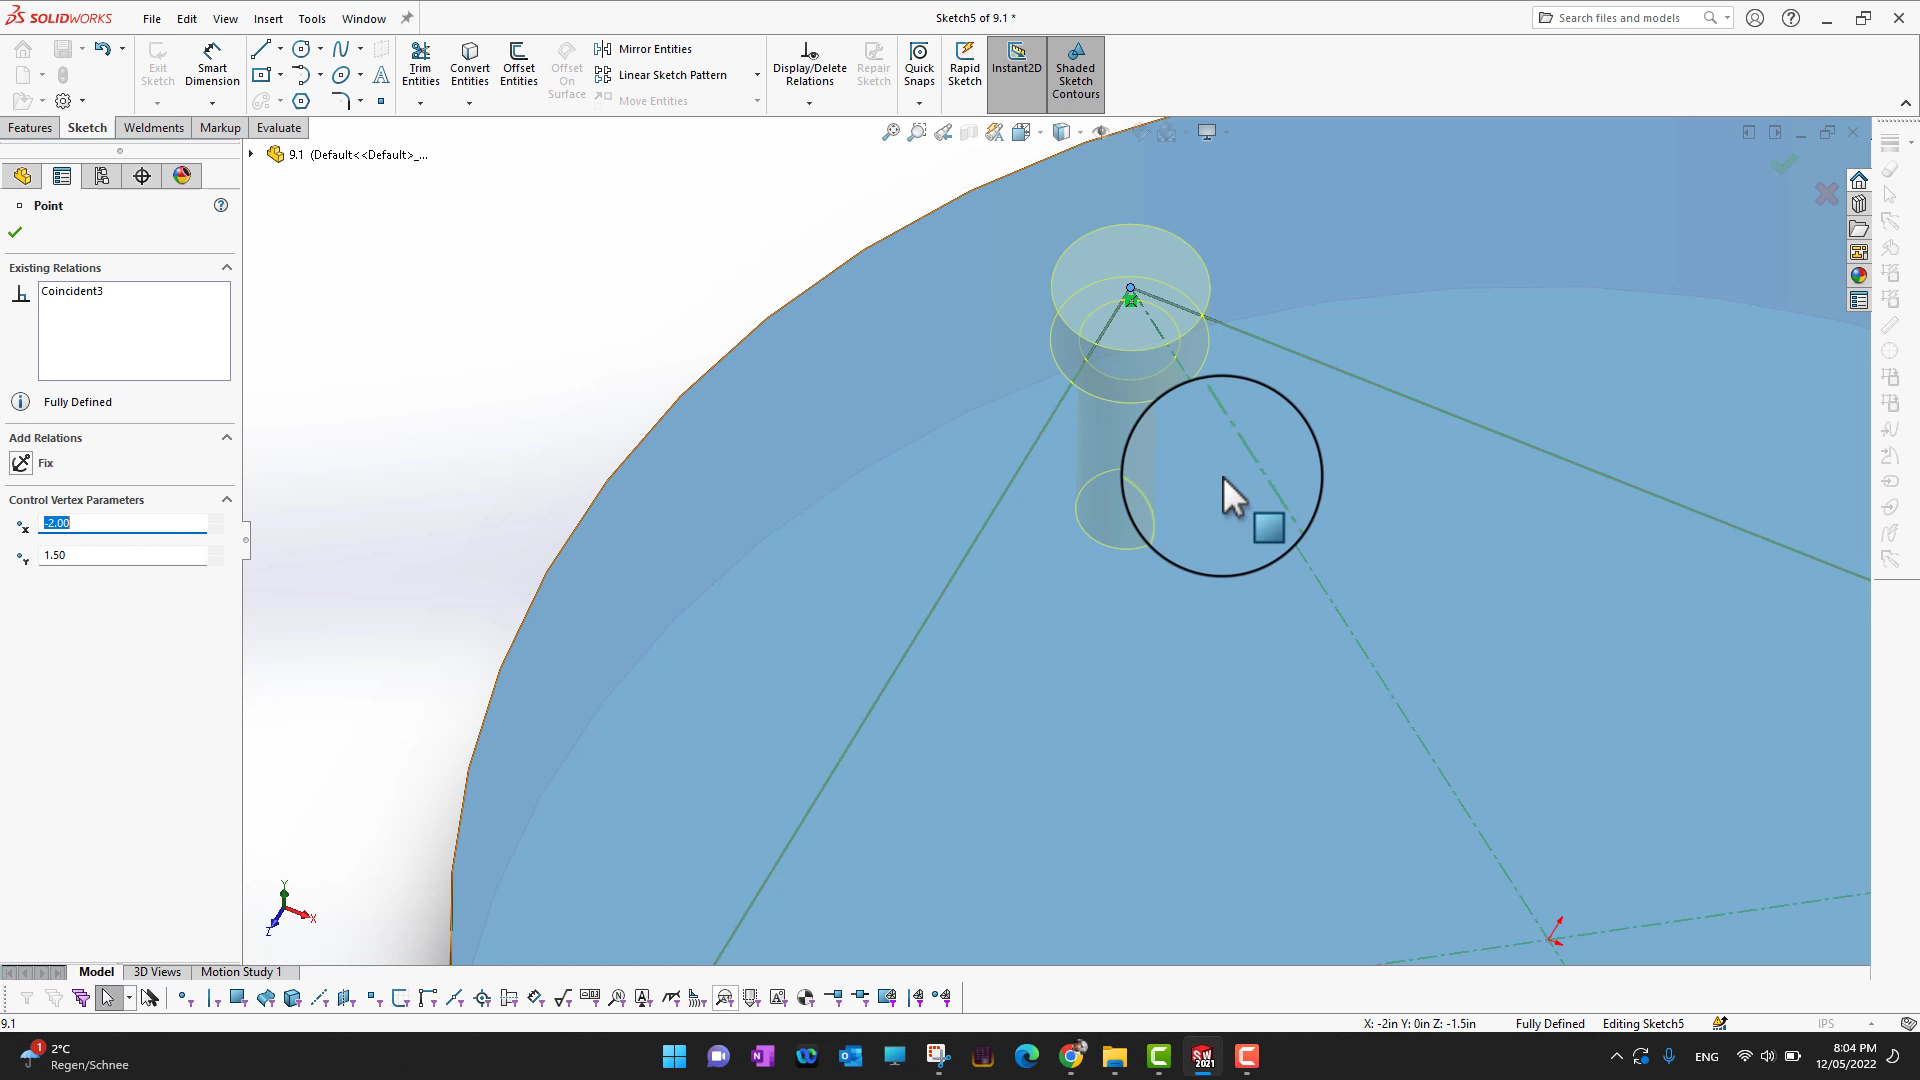 SOLIDWORKS
File Edit View Insert Tools Window
Sketch5 of 9.1 *
Search files and models
Exit Sketch
Smart Dimension
Trim Entities
Convert Entities
Offset Entities
Offset On Surface
Mirror Entities
Linear Sketch Pattern
Move Entities
Display/Delete Relations
Repair Sketch
Quick Snaps
Rapid Sketch
Instant2D
Shaded Sketch Contours
Features Sketch Weldments Markup Evaluate
9.1 (Default<<Default>_...
Point
Existing Relations
Coincident3
Fully Defined
Add Relations
Fix
Control Vertex Parameters
-2.00
1.50
Y
X
Z
Model 3D Views Motion Study 1
9.1
X: -2in Y: 0in Z: -1.5in
Fully Defined
Editing Sketch5
IPS
1
2°C
Regen/Schnee
SW
2021
ENG
8:04 PM
12/05/2022